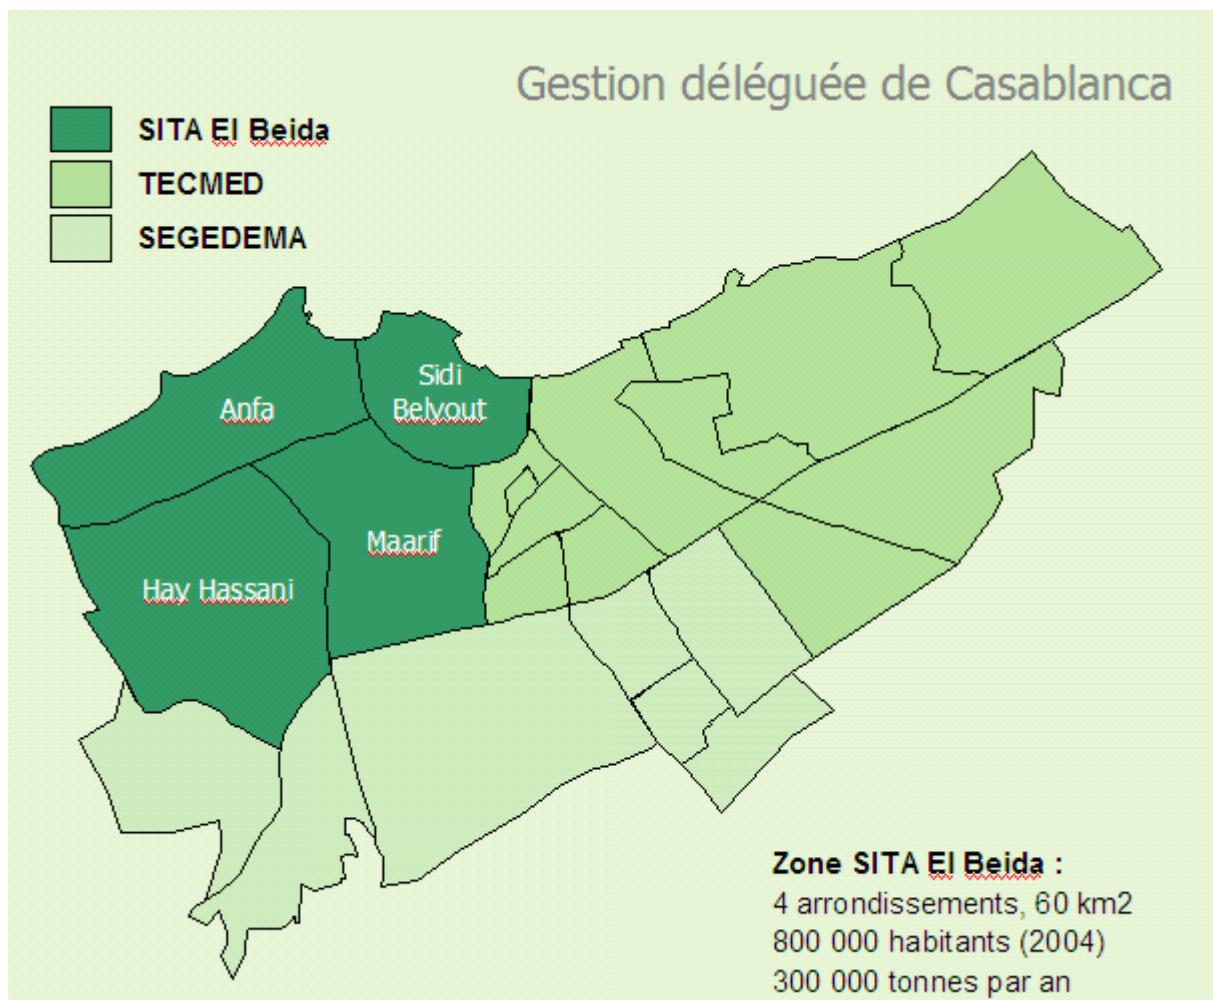 Gestion déléguée de Casablanca
SITA El Beida
TECMED
SEGEDEMA
Sidi
Belyout
Anfa
Maarif
Hay Hassani
Zone SITA El Beida :
4 arrondissements, 60 km2
800 000 habitants (2004)
300 000 tonnes par an